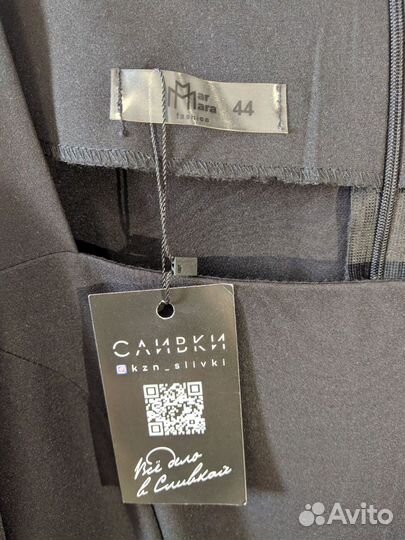 Mar
Mara
fashion
44
СЛИВКИ
kzn_slivki
Всё дело
в Сливках
Avito